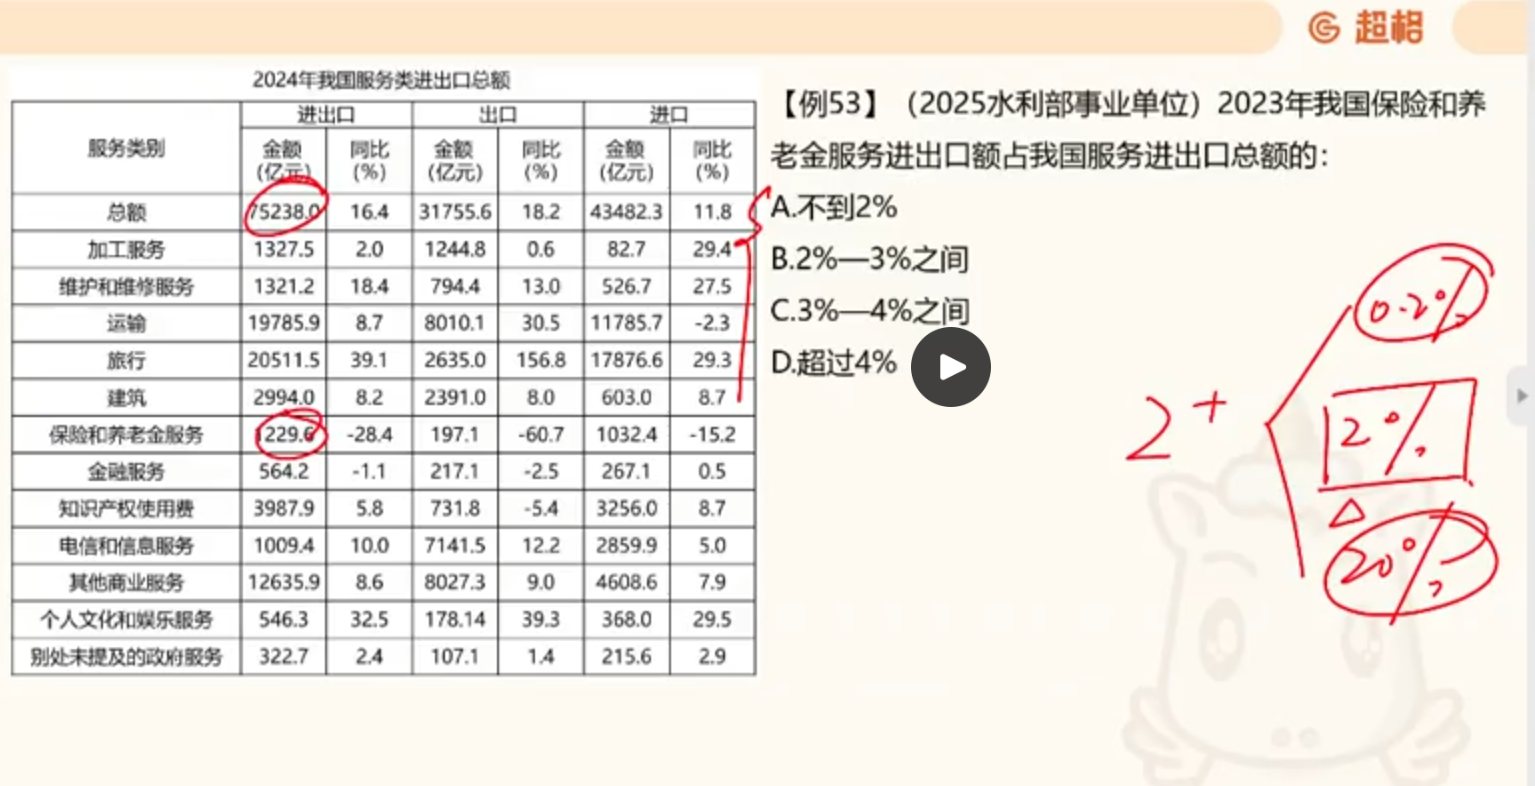 超格
2024年我国服务类进出口总额
服务类别 进出口 出口 进口
金额(亿元) 同比(%) 金额(亿元) 同比(%) 金额(亿元) 同比(%)
总额 75238.0 16.4 31755.6 18.2 43482.3 11.8
加工服务 1327.5 2.0 1244.8 0.6 82.7 29.4
维护和维修服务 1321.2 18.4 794.4 13.0 526.7 27.5
运输 19785.9 8.7 8010.1 30.5 11785.7 -2.3
旅行 20511.5 39.1 2635.0 156.8 17876.6 29.3
建筑 2994.0 8.2 2391.0 8.0 603.0 8.7
保险和养老金服务 1229.6 -28.4 197.1 -60.7 1032.4 -15.2
金融服务 564.2 -1.1 217.1 -2.5 267.1 0.5
知识产权使用费 3987.9 5.8 731.8 -5.4 3256.0 8.7
电信和信息服务 1009.4 10.0 7141.5 12.2 2859.9 5.0
其他商业服务 12635.9 8.6 8027.3 9.0 4608.6 7.9
个人文化和娱乐服务 546.3 32.5 178.14 39.3 368.0 29.5
别处未提及的政府服务 322.7 2.4 107.1 1.4 215.6 2.9
【例53】（2025水利部事业单位）2023年我国保险和养
老金服务进出口额占我国服务进出口总额的：
A.不到2%
B.2%—3%之间
C.3%—4%之间
D.超过4%
0.2%
2+
2%
20%